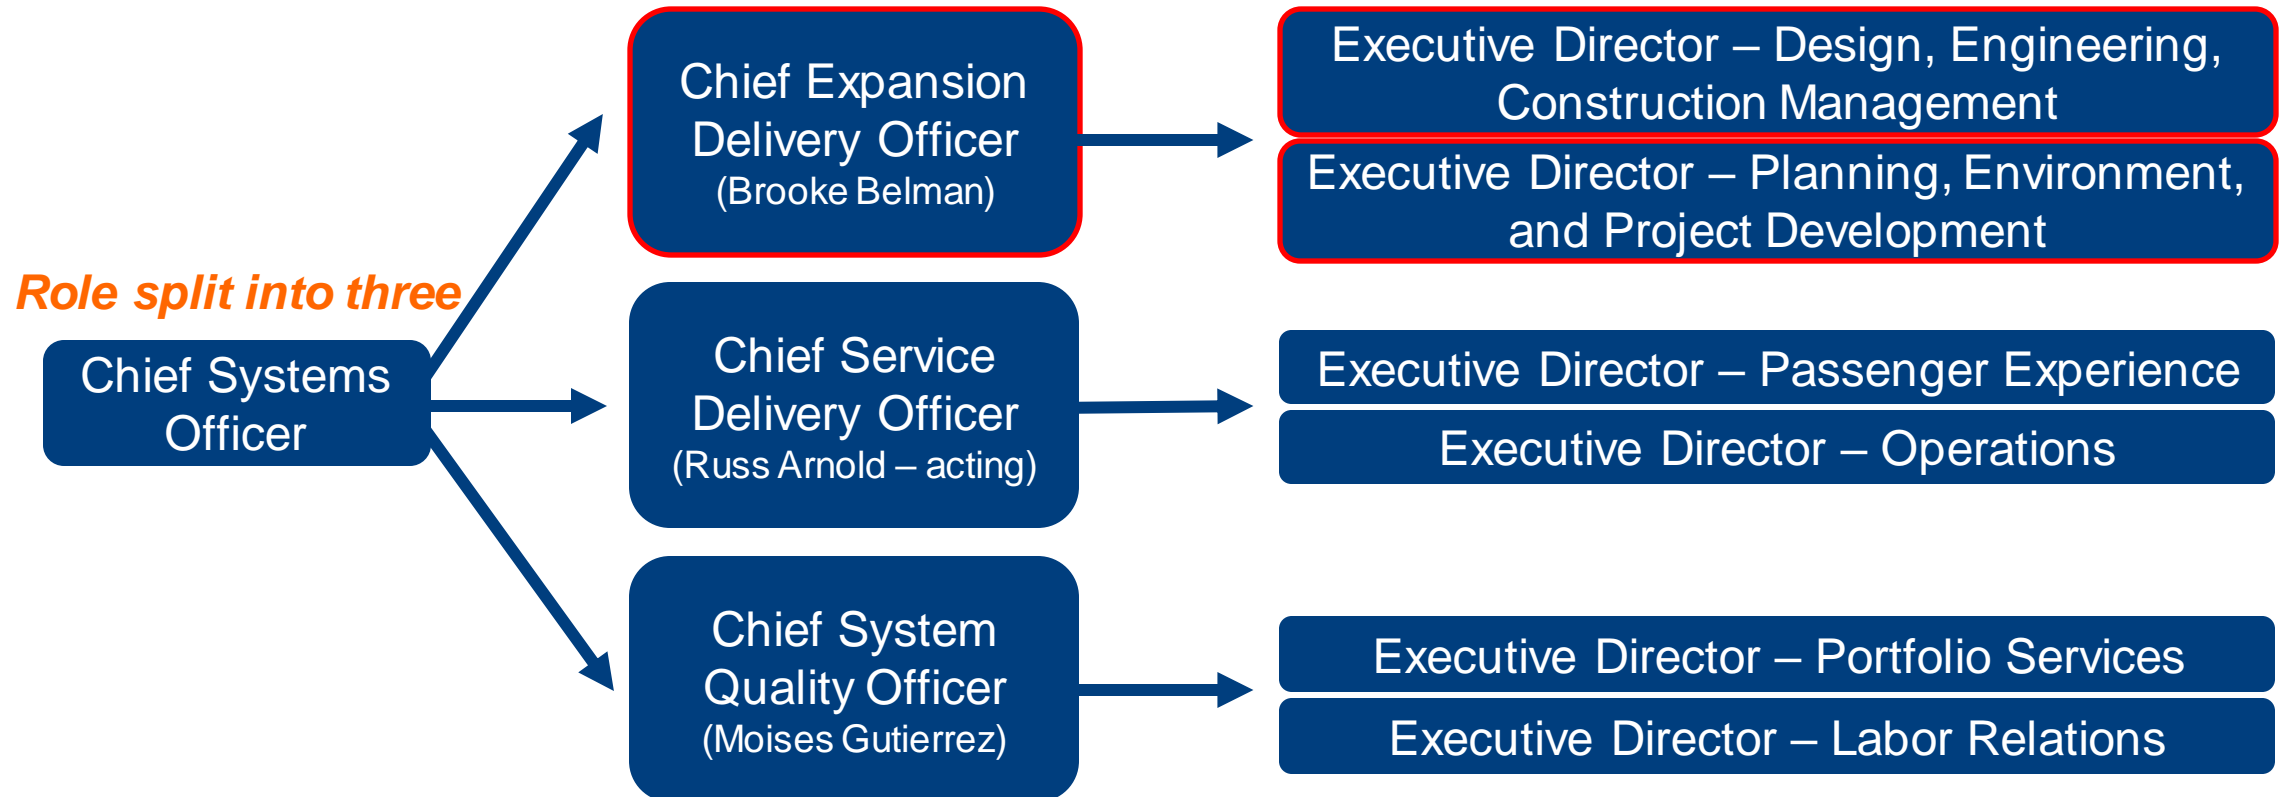 Role split into three
Chief Systems
Officer
Chief Expansion
Delivery Officer
(Brooke Belman)
Executive Director – Design, Engineering,
Construction Management
Executive Director – Planning, Environment,
and Project Development
Chief Service
Delivery Officer
(Russ Arnold – acting)
Executive Director – Passenger Experience
Executive Director – Operations
Chief System
Quality Officer
(Moises Gutierrez)
Executive Director – Portfolio Services
Executive Director – Labor Relations